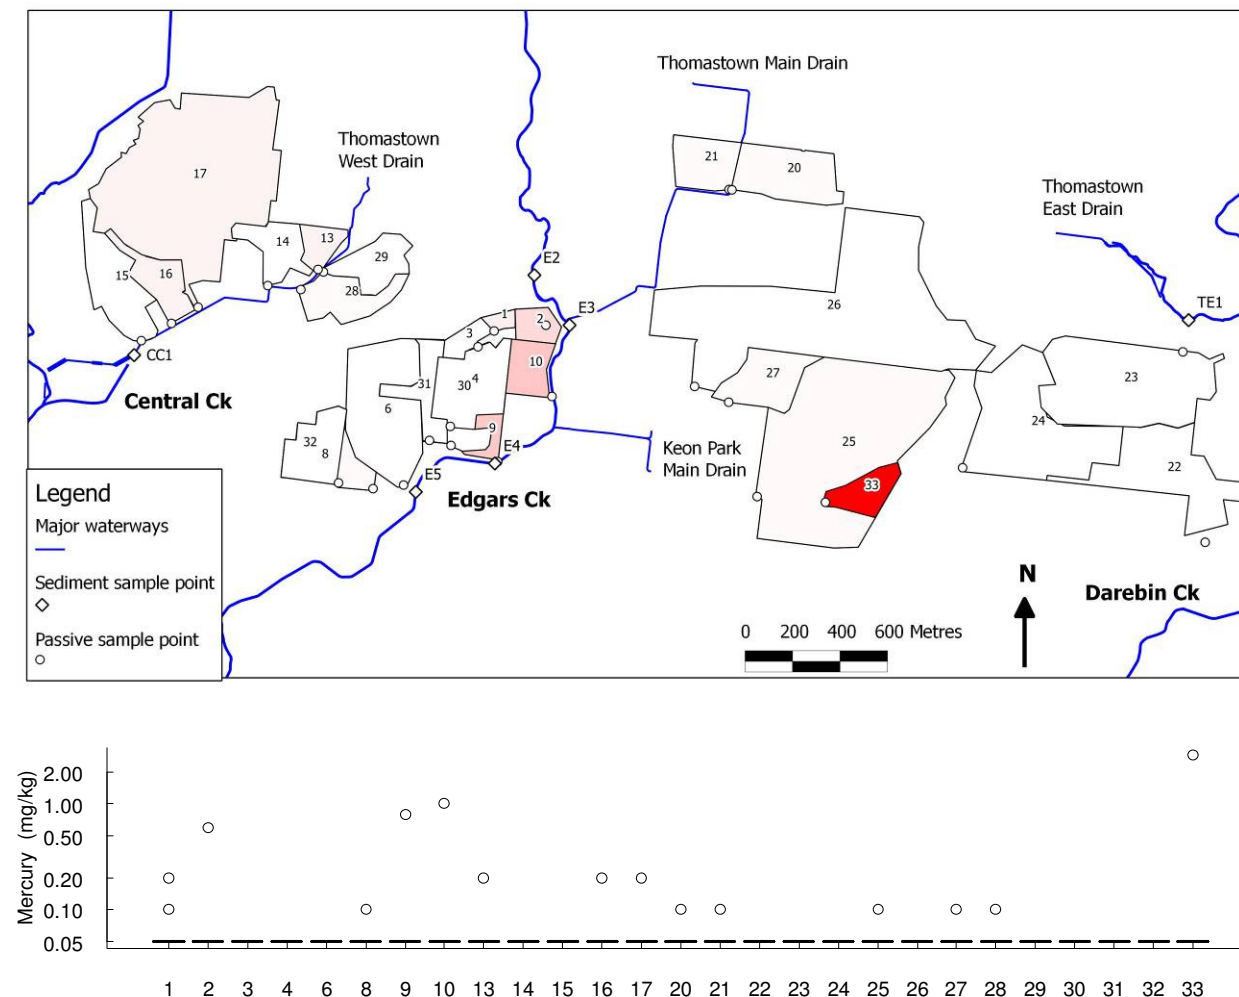 Thomastown Main Drain
Thomastown
West Drain
21
20
17
Thomastown
East Drain
13
14
29
E2
15
16
28
26
TE1
E3
1
2
3
CC1
10
27
23
31
30
4
Central Ck
6
9
24
32
8
E4
Keon Park
Main Drain
25
22
E5
33
Edgars Ck
Legend
Major waterways
Sediment sample point
Passive sample point
N
Darebin Ck
0 200 400 600 Metres
Mercury (mg/kg)
2.00
1.00
0.50
0.20
0.10
0.05
1 2 3 4 6 8 9 10 13 14 15 16 17 20 21 22 23 24 25 26 27 28 29 30 31 32 33